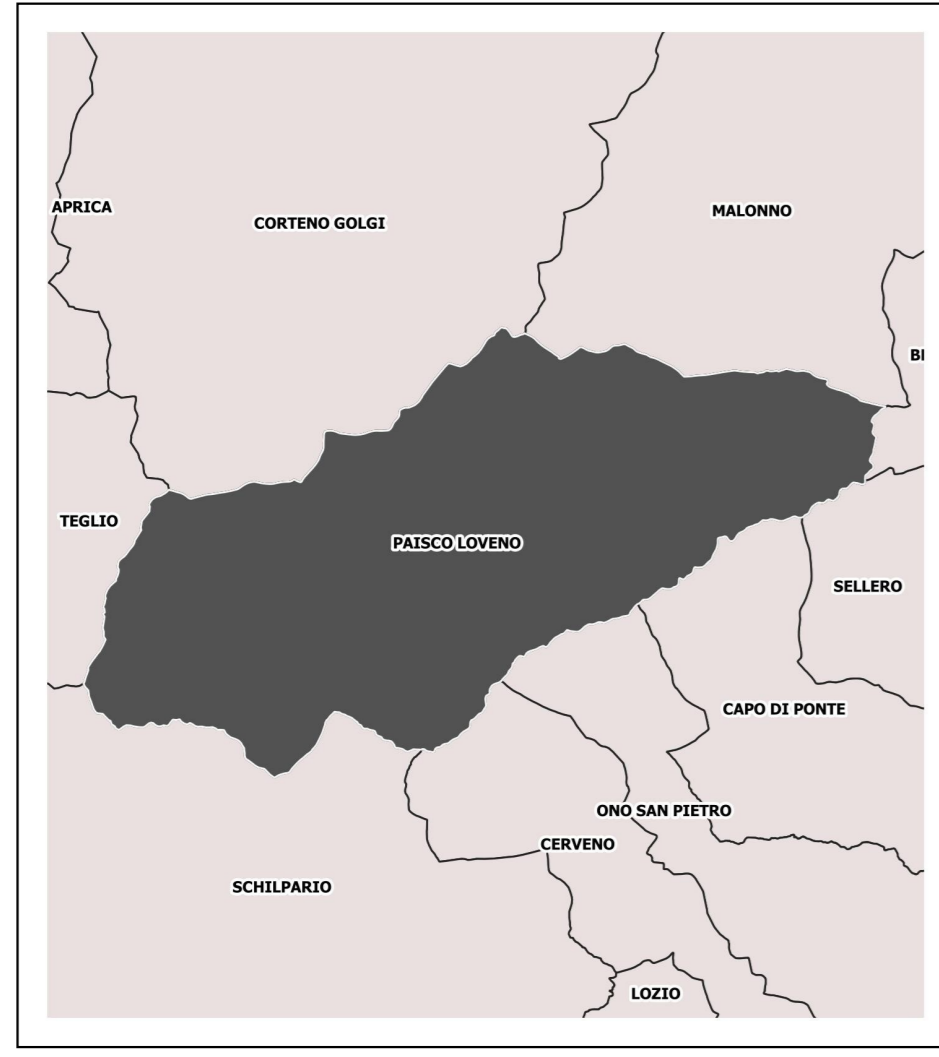 APRICA
CORTENO GOLGI
MALONNO
TEGLIO
PAISCO LOVENO
SELLERO
CAPO DI PONTE
ONO SAN PIETRO
CERVENO
SCHILPARIO
LOZIO